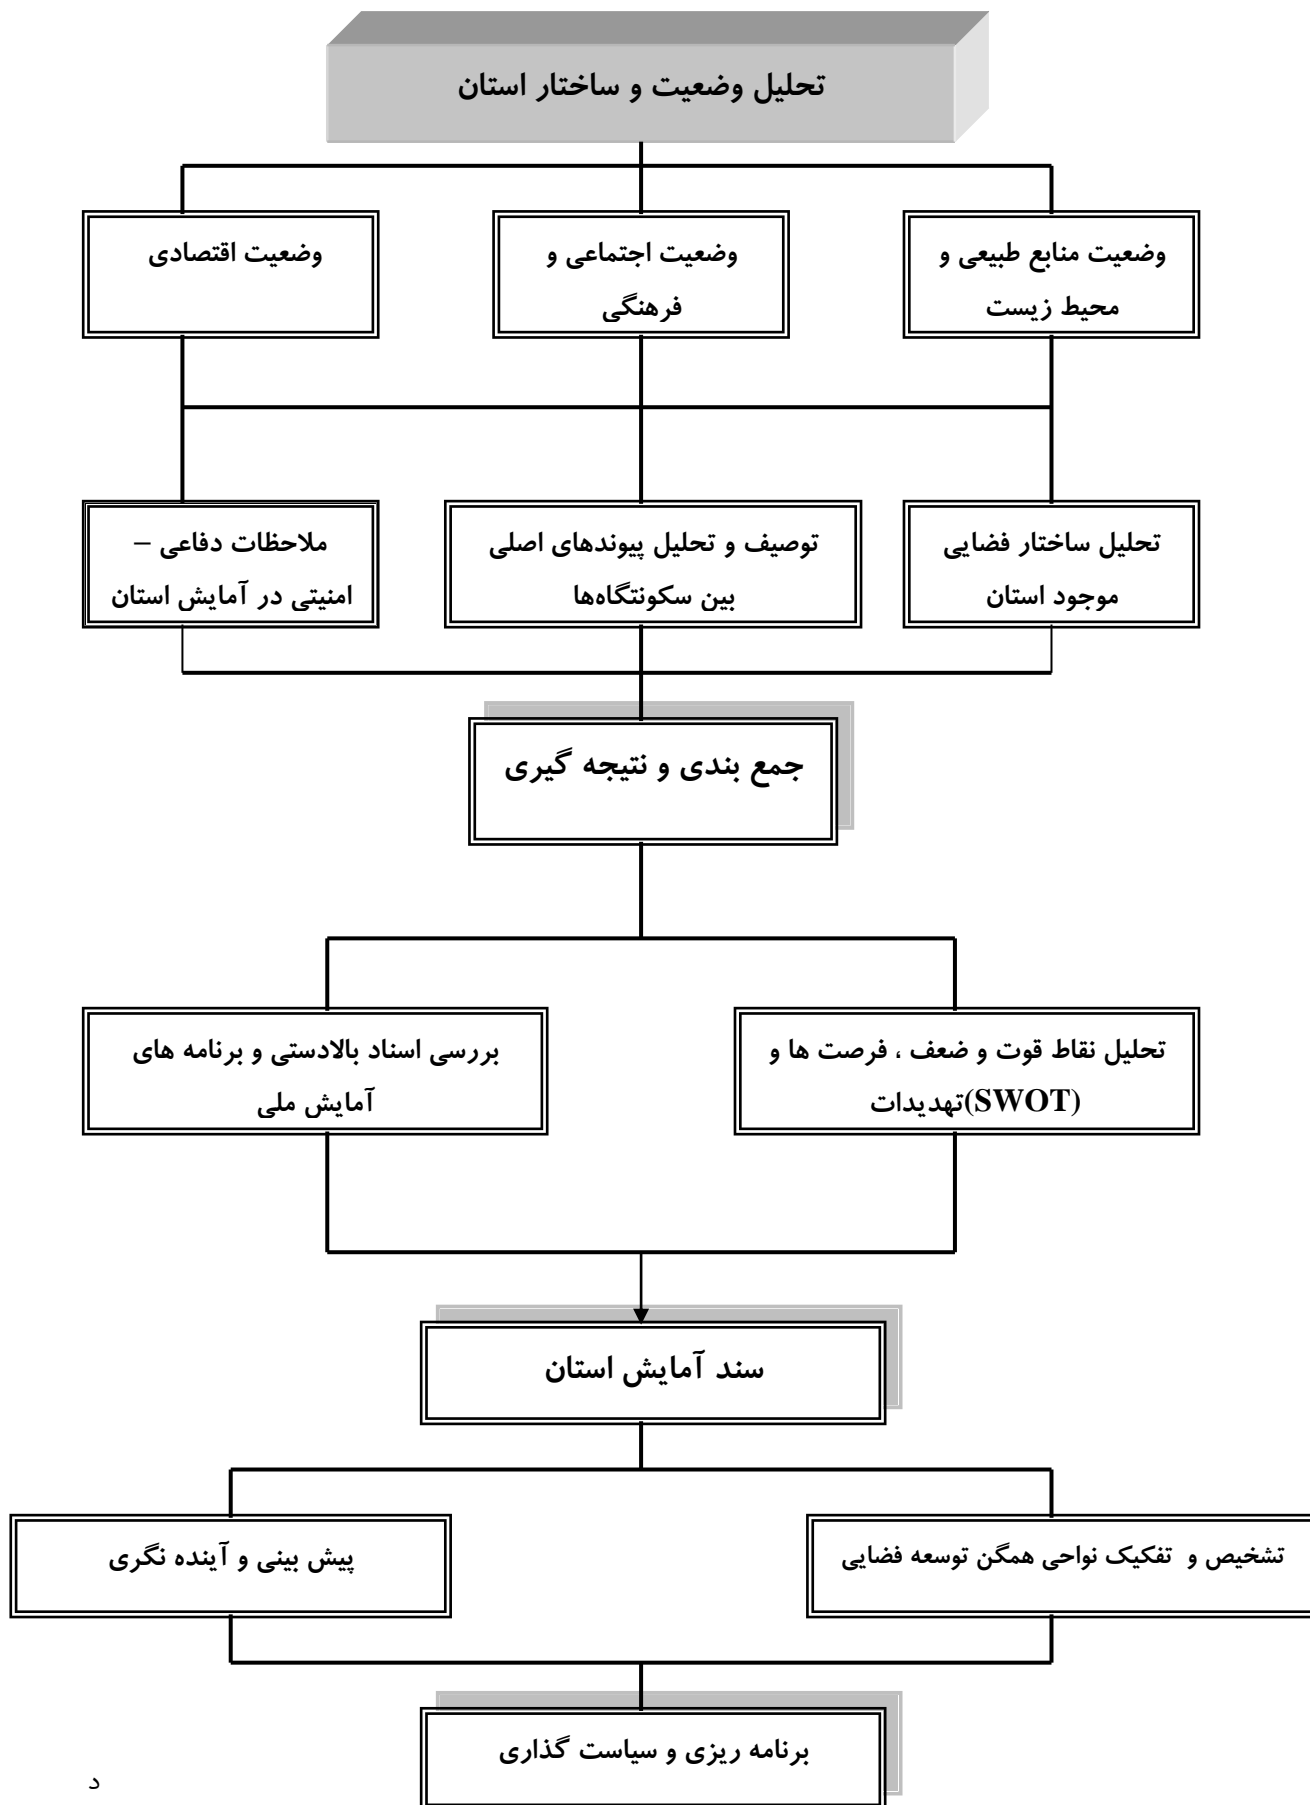 تحلیل وضعیت و ساختار استان
وضعیت منابع طبیعی و
محیط زیست
وضعیت اجتماعی و
فرهنگی
وضعیت اقتصادی
تحلیل ساختار فضایی
موجود استان
توصیف و تحلیل پیوندهای اصلی
بین سکونتگاه‌ها
ملاحظات دفاعی –
امنیتی در آمایش استان
جمع بندی و نتیجه گیری
تحلیل نقاط قوت و ضعف ، فرصت ها و
تهدیدات(SWOT)
بررسی اسناد بالادستی و برنامه های
آمایش ملی
سند آمایش استان
تشخیص و تفکیک نواحی همگن توسعه فضایی
پیش بینی و آینده نگری
برنامه ریزی و سیاست گذاری
د